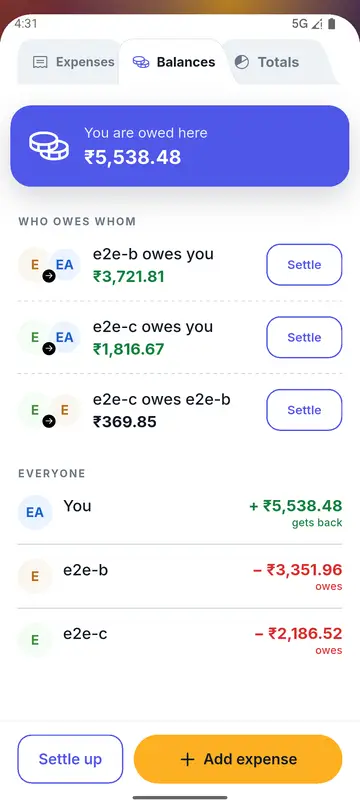 4:31
5G
Expenses
Balances
Totals
You are owed here
₹5,538.48
WHO OWES WHOM
E EA
e2e-b owes you
₹3,721.81
Settle
E EA
e2e-c owes you
₹1,816.67
Settle
E E
e2e-c owes e2e-b
₹369.85
Settle
EVERYONE
EA
You
+ ₹5,538.48
gets back
E
e2e-b
− ₹3,351.96
owes
E
e2e-c
− ₹2,186.52
owes
Settle up
+ Add expense